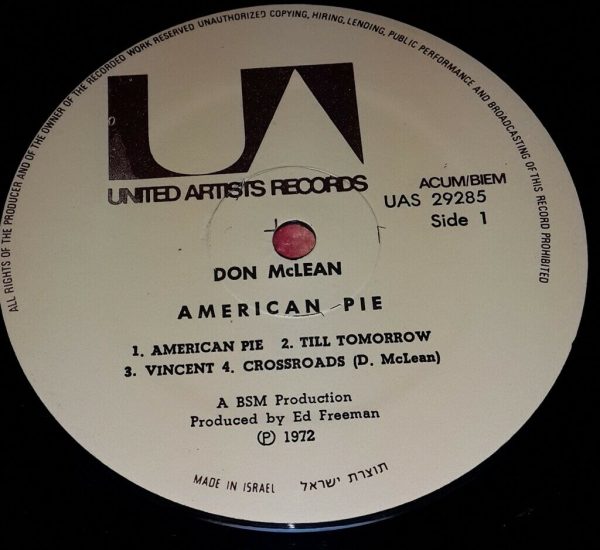 ALL RIGHTS OF THE PRODUCER AND OF THE OWNER OF THE RECORDED WORK RESERVED UNAUTHORIZED COPYING, HIRING, LENDING, PUBLIC PERFORMANCE AND BROADCASTING OF THIS RECORD PROHIBITED
UA
UNITED ARTISTS RECORDS
ACUM/BIEM
UAS 29285
Side 1
DON McLEAN
AMERICAN PIE
1. AMERICAN PIE 2. TILL TOMORROW
3. VINCENT 4. CROSSROADS (D. McLean)
A BSM Production
Produced by Ed Freeman
Ⓟ 1972
MADE IN ISRAEL תוצרת ישראל